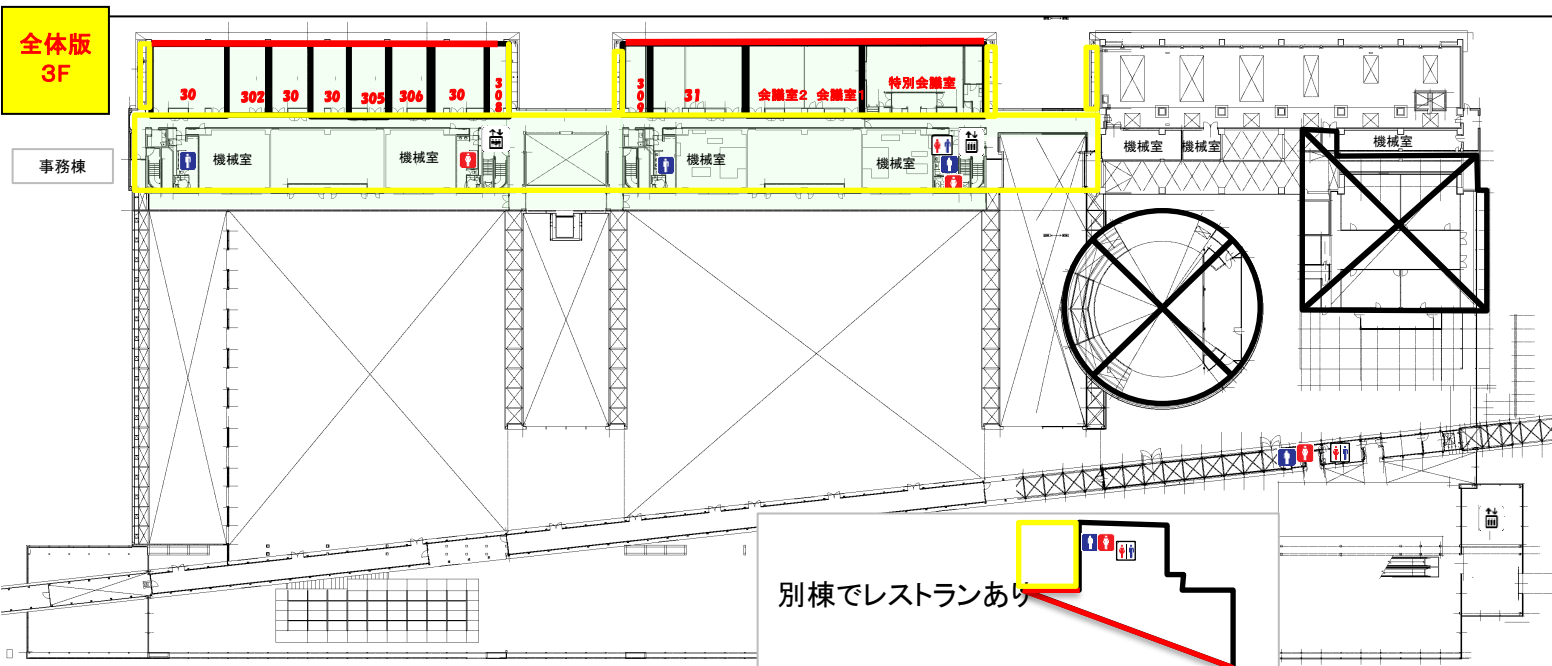 全体版
3F
30
302
30
30
305
306
30
308
309
31
会議室2
会議室1
特別会議室
事務棟
機械室
機械室
機械室
機械室
機械室
機械室
機械室
別棟でレストランあり